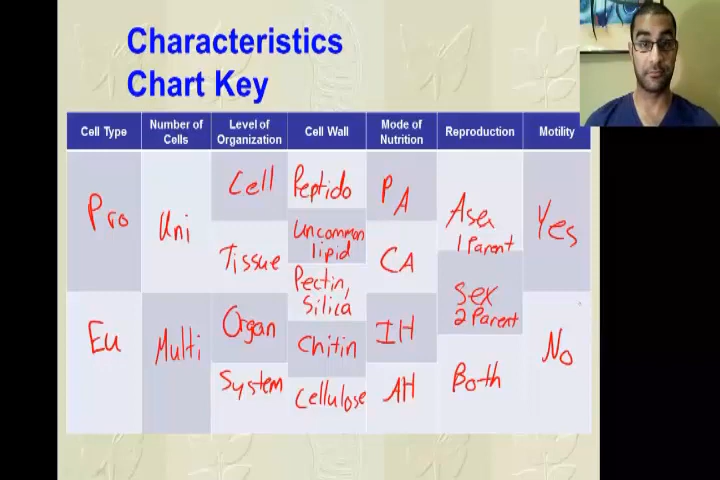 Characteristics
Chart Key
Cell Type
Number of
Cells
Level of
Organization
Cell Wall
Mode of
Nutrition
Reproduction
Motility
Pro
Eu
Uni
Multi
Cell
Tissue
Organ
System
Peptido
Uncommon
lipid
Pectin,
Silica
Chitin
Cellulose
PA
CA
IH
AH
Asex
1 Parent
Sex
2 Parent
Both
Yes
No